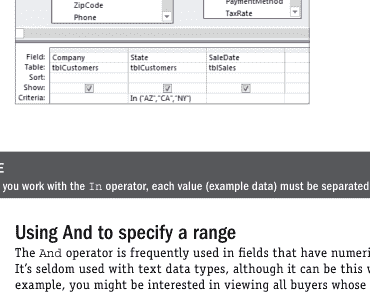 ZipCode
Phone
PaymentMethod
TaxRate
Field: Company State SaleDate
Table: tblCustomers tblCustomers tblSales
Sort:
Show:
Criteria: In ("AZ","CA","NY")
E
you work with the In operator, each value (example data) must be separated
Using And to specify a range
The And operator is frequently used in fields that have numeri
It's seldom used with text data types, although it can be this w
example, you might be interested in viewing all buyers whose